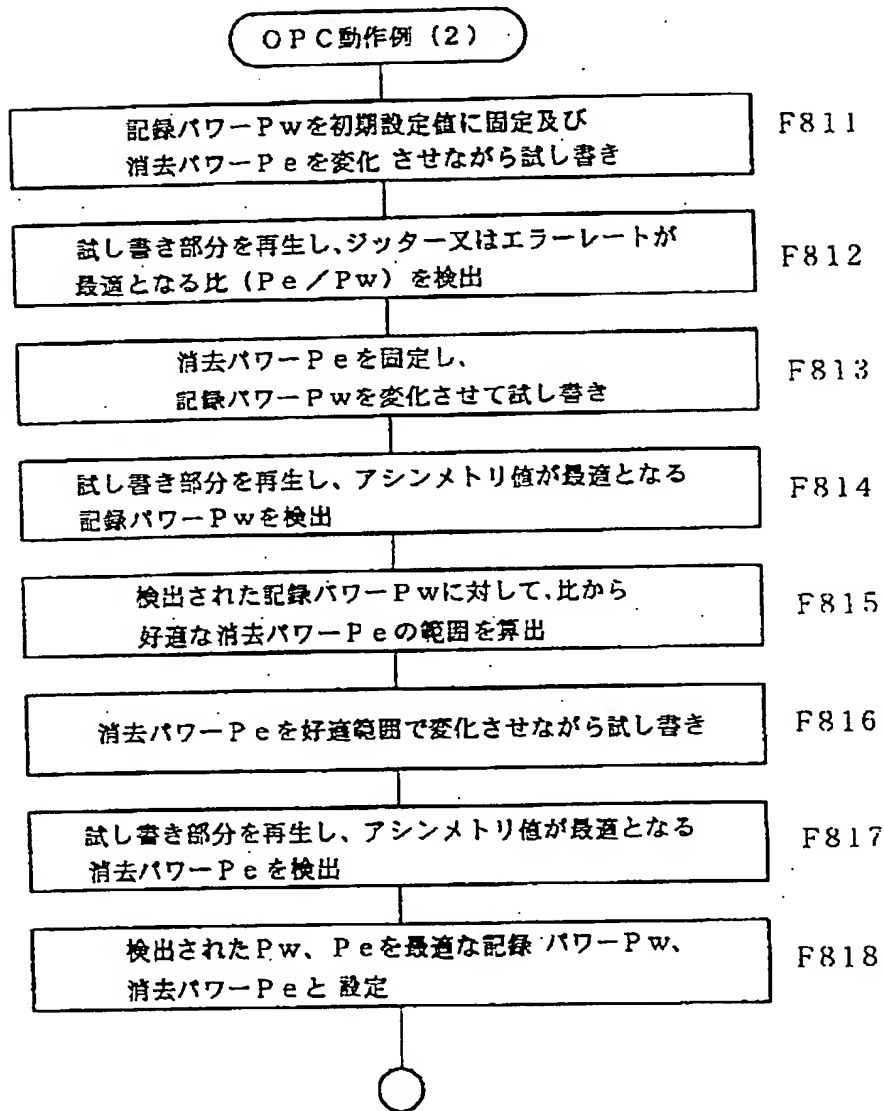 OPC動作例(2)
記録パワーPwを初期設定値に固定及び
消去パワーPeを変化 させながら試し書き
F811
試し書き部分を再生し、ジッター又はエラーレートが
最適となる比(Pe/Pw)を検出
F812
消去パワーPeを固定し、
記録パワーPwを変化させて試し書き
F813
試し書き部分を再生し、アシンメトリ値が最適となる
記録パワーPwを検出
F814
検出された記録パワーPwに対して、比から
好適な消去パワーPeの範囲を算出
F815
消去パワーPeを好適範囲で変化させながら試し書き
F816
試し書き部分を再生し、アシンメトリ値が最適となる
消去パワーPeを検出
F817
検出されたPw、Peを最適な記録 パワーPw、
消去パワーPeと 設定
F818